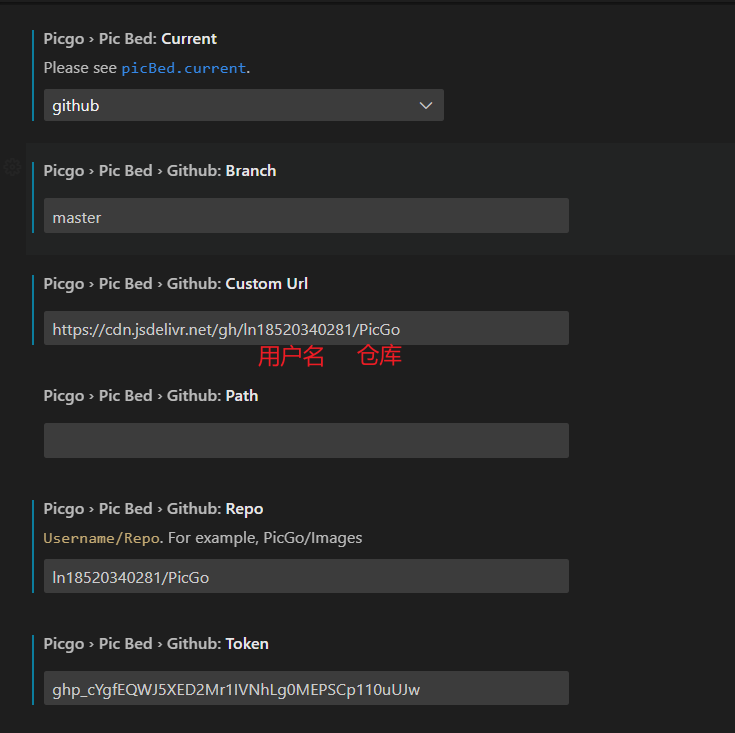 Picgo › Pic Bed: Current
Please see picBed.current.
github
Picgo › Pic Bed › Github: Branch
master
Picgo › Pic Bed › Github: Custom Url
https://cdn.jsdelivr.net/gh/ln18520340281/PicGo
用户名 仓库
Picgo › Pic Bed › Github: Path
Picgo › Pic Bed › Github: Repo
Username/Repo. For example, PicGo/Images
ln18520340281/PicGo
Picgo › Pic Bed › Github: Token
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